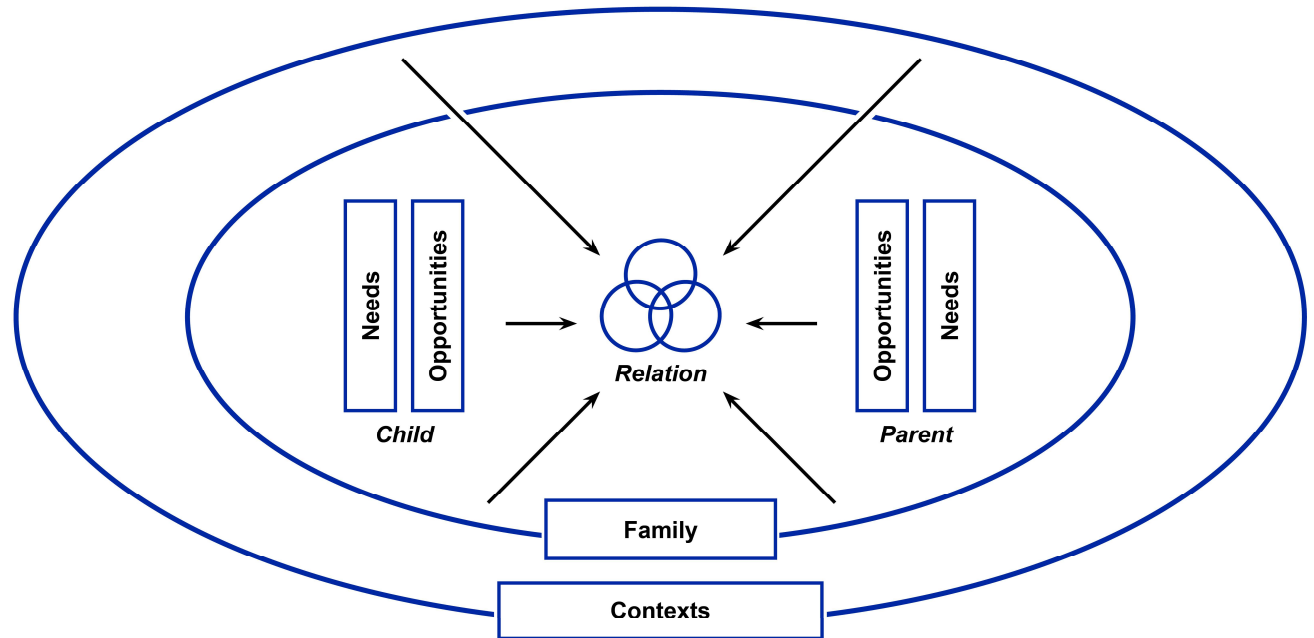 Needs
Opportunities
Child
Relation
Opportunities
Needs
Parent
Family
Contexts